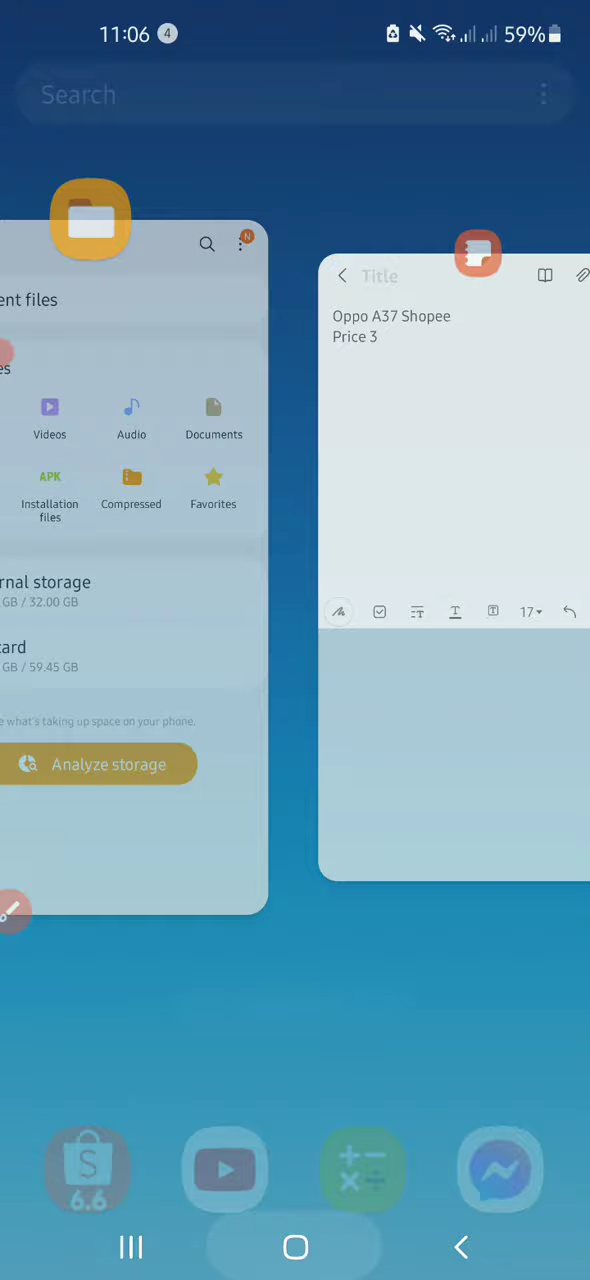 11:06 4 59%
Search
N
ent files
es
Videos Audio Documents
APK
Installation files Compressed Favorites
rnal storage
GB / 32.00 GB
card
GB / 59.45 GB
e what's taking up space on your phone.
Analyze storage
Title
Oppo A37 Shopee
Price 3
17
S
6.6